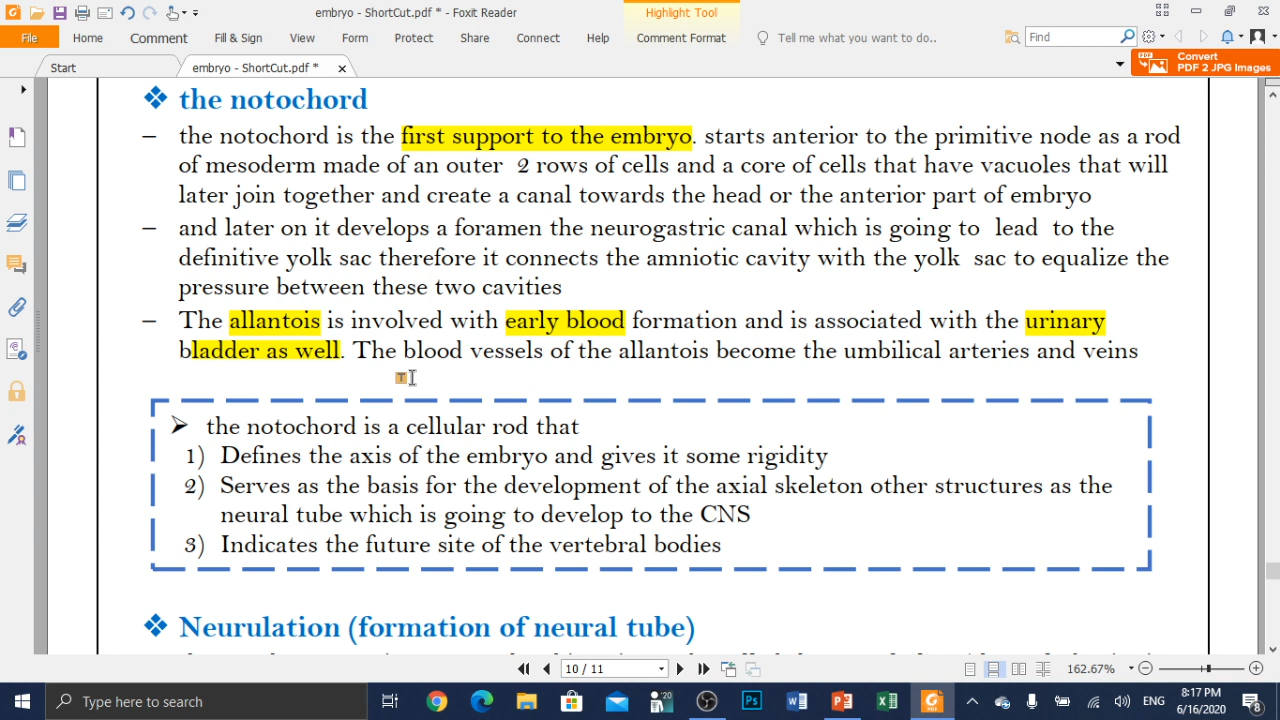 embryo - ShortCut.pdf * - Foxit Reader
Highlight Tool
File Home Comment Fill & Sign View Form Protect Share Connect Help Comment Format Tell me what you want to do.. Find
Start
embryo - ShortCut.pdf *
Convert
PDF 2 JPG Images
❖ the notochord
– the notochord is the first support to the embryo. starts anterior to the primitive node as a rod
of mesoderm made of an outer 2 rows of cells and a core of cells that have vacuoles that will
later join together and create a canal towards the head or the anterior part of embryo
– and later on it develops a foramen the neurogastric canal which is going to lead to the
definitive yolk sac therefore it connects the amniotic cavity with the yolk sac to equalize the
pressure between these two cavities
– The allantois is involved with early blood formation and is associated with the urinary
bladder as well. The blood vessels of the allantois become the umbilical arteries and veins
➢ the notochord is a cellular rod that
1) Defines the axis of the embryo and gives it some rigidity
2) Serves as the basis for the development of the axial skeleton other structures as the
neural tube which is going to develop to the CNS
3) Indicates the future site of the vertebral bodies
❖ Neurulation (formation of neural tube)
10 / 11
162.67%
Type here to search
ENG
8:17 PM
6/16/2020